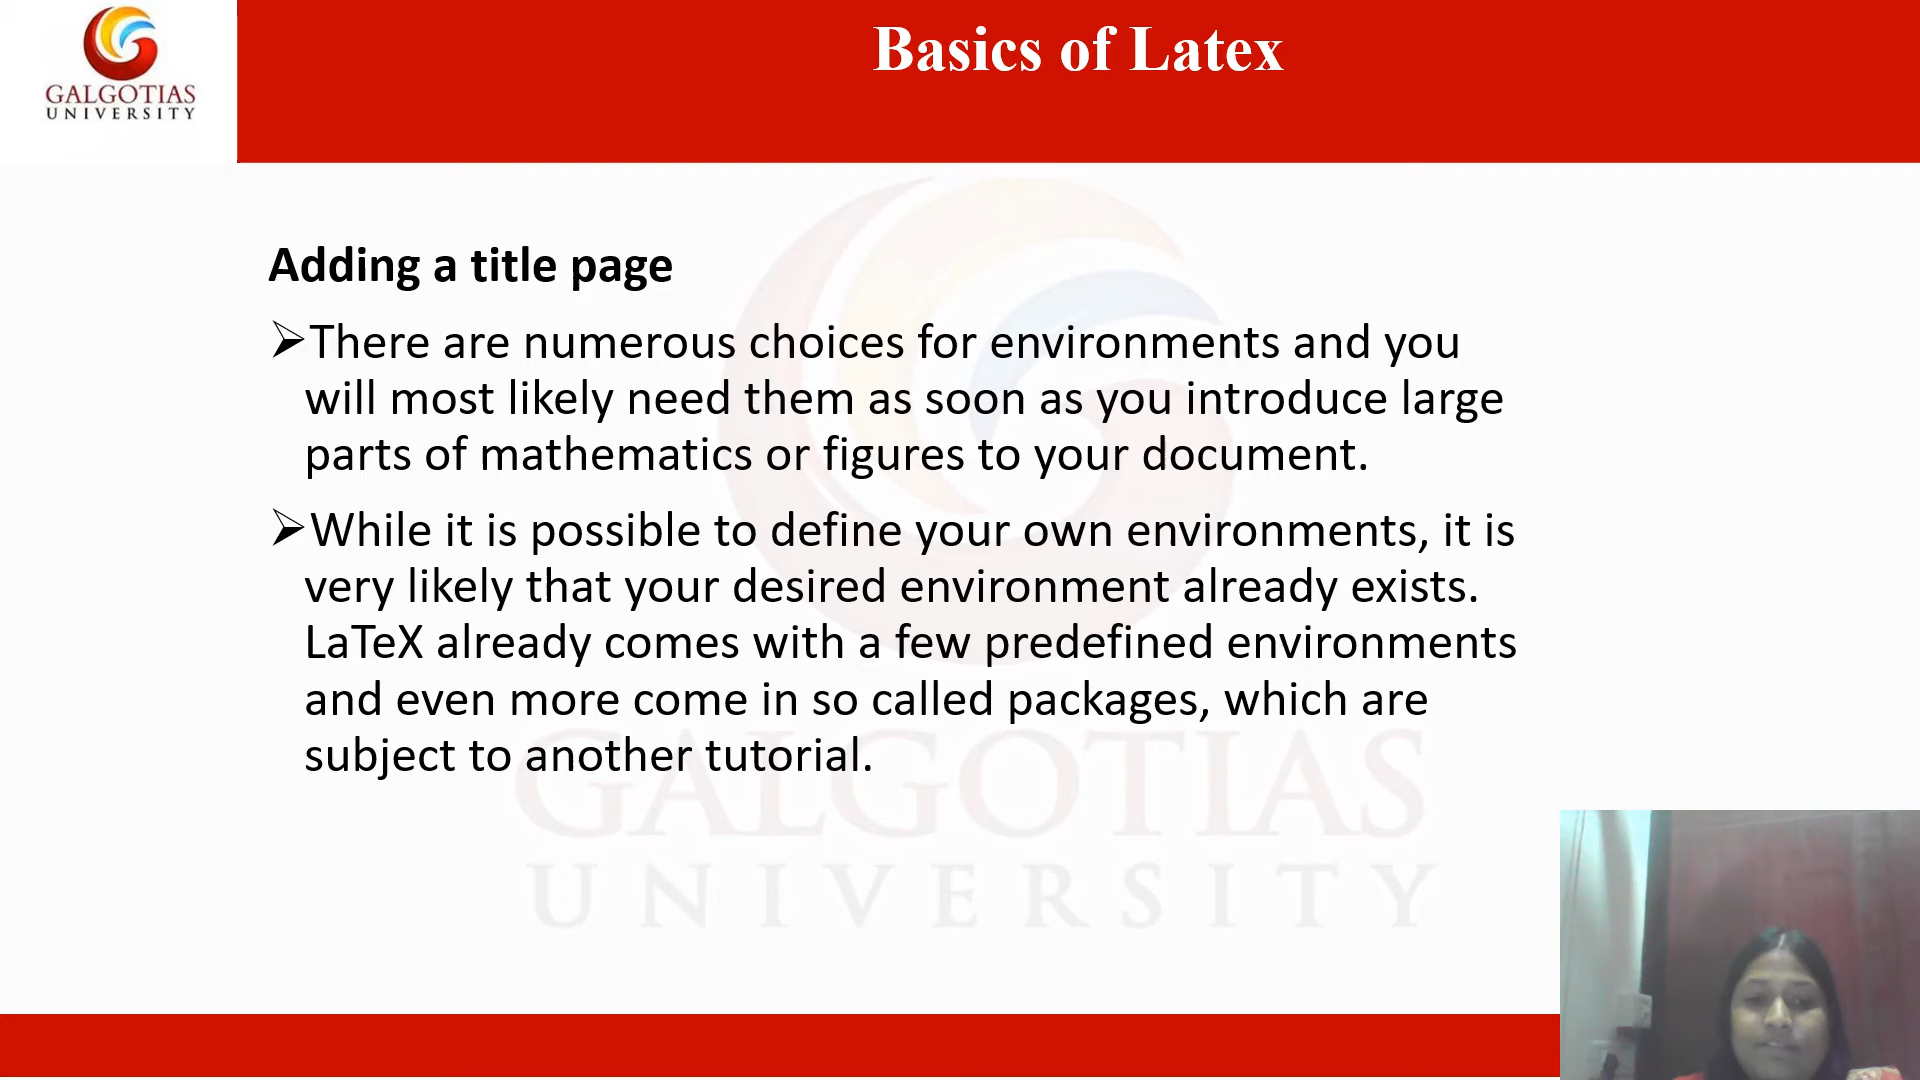 GALGOTIAS
UNIVERSITY
Basics of Latex
Adding a title page
➢There are numerous choices for environments and you
will most likely need them as soon as you introduce large
parts of mathematics or figures to your document.
➢While it is possible to define your own environments, it is
very likely that your desired environment already exists.
LaTeX already comes with a few predefined environments
and even more come in so called packages, which are
subject to another tutorial.
GALGOTIAS
UNIVERSITY